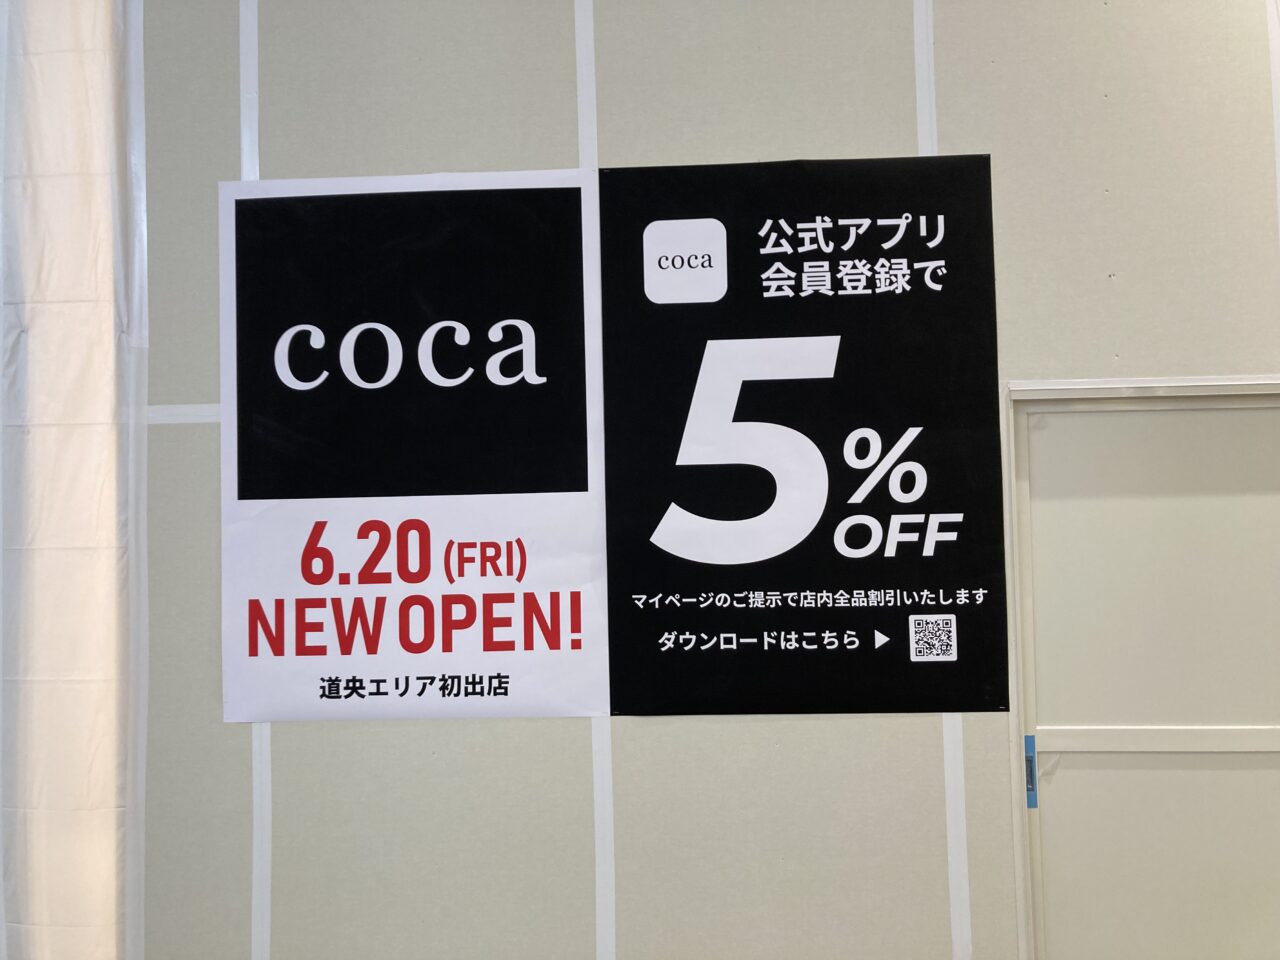 coca
6.20 (FRI)
NEW OPEN!
道央エリア初出店
coca
公式アプリ
会員登録で
5%
OFF
マイページのご提示で店内全品割引いたします
ダウンロードはこちら ▶